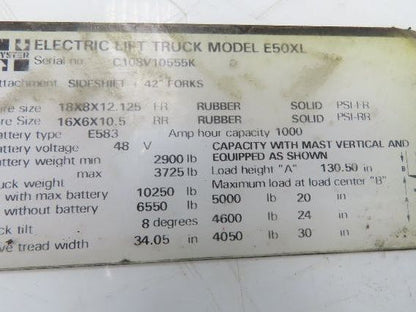 YSTER ELECTRIC LIFT TRUCK MODEL E50XL
Serial no. C108V10555K
ttachment SIDESHIFT / 42" FORKS
re size 18X8X12.125 FR RUBBER SOLID PSI-FR
re Size 16X6X10.5 RR RUBBER SOLID PSI-RR
attery type E583 Amp hour capacity 1000
attery voltage 48 V CAPACITY WITH MAST VERTICAL AND
attery weight min 2900 lb EQUIPPED AS SHOWN
max 3725 lb Load height "A" 130.50 in
uck weight Maximum load at load center "B"
with max battery 10250 lb 5000 lb 20 in
without battery 6550 lb 4600 lb 24 in
ck tilt 8 degrees
ve tread width 34.05 in 4050 lb 30 in